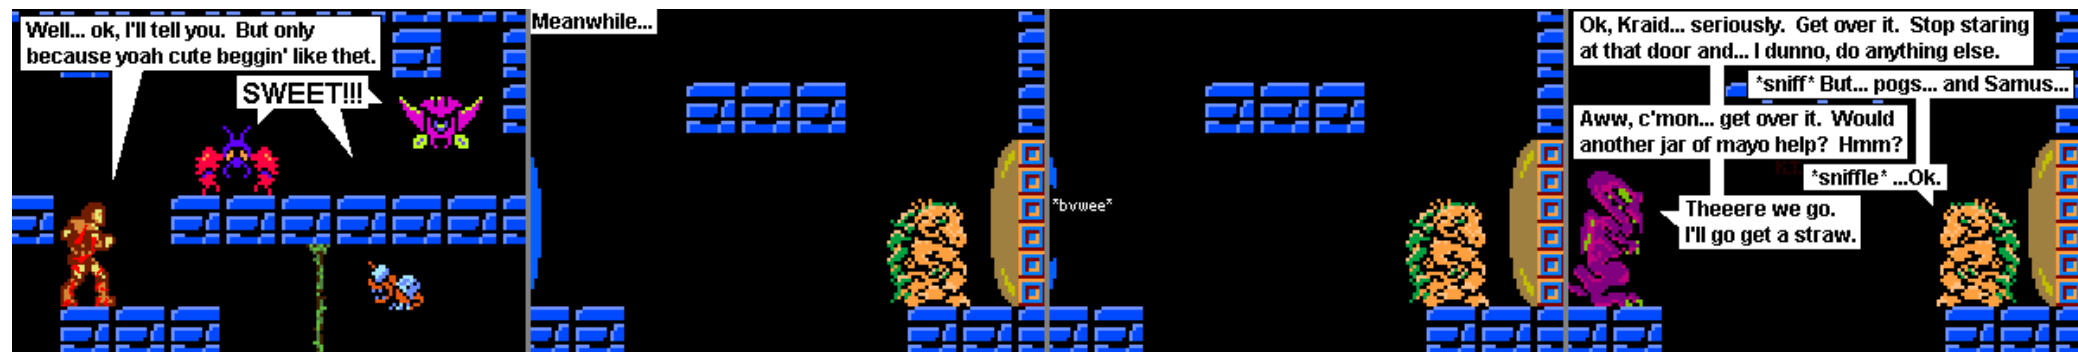 Well... ok, I'll tell you.  But only
because yoah cute beggin' like thet.
SWEET!!!
Meanwhile...
*bvwee*
Ok, Kraid... seriously.  Get over it.  Stop staring
at that door and... I dunno, do anything else.
*sniff* But... pogs... and Samus...
Aww, c'mon... get over it.  Would
another jar of mayo help?  Hmm?
*sniffle* ...Ok.
Theeere we go.
I'll go get a straw.